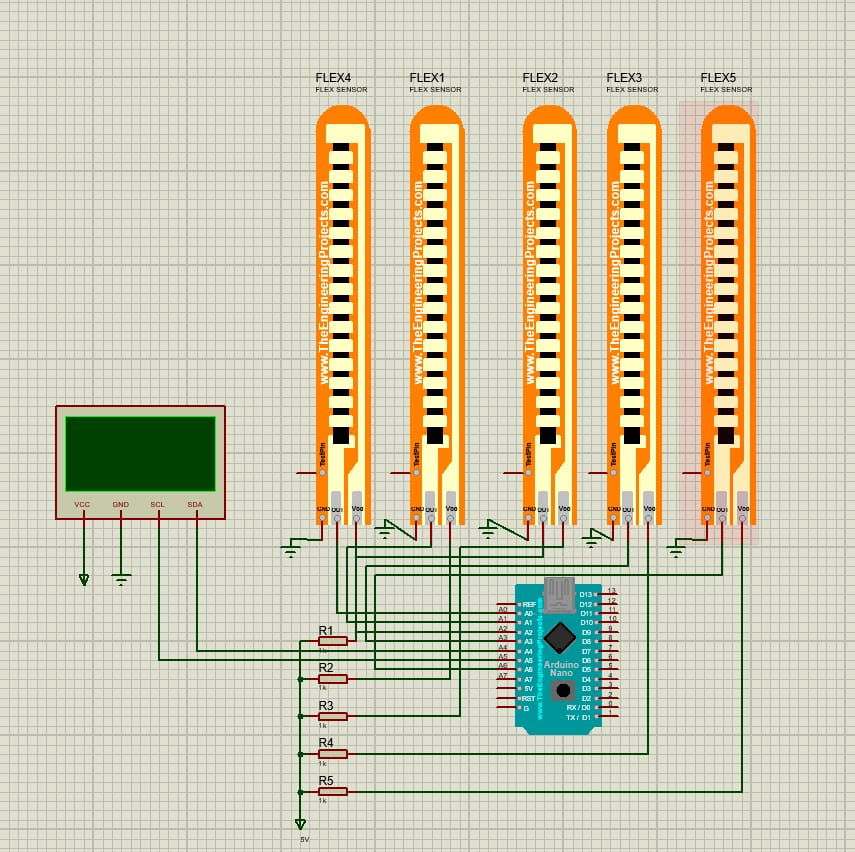 FLEX4
FLEX SENSOR
FLEX1
FLEX SENSOR
FLEX2
FLEX SENSOR
FLEX3
FLEX SENSOR
FLEX5
FLEX SENSOR
www.TheEngineeringProjects.com
www.TheEngineeringProjects.com
www.TheEngineeringProjects.com
www.TheEngineeringProjects.com
www.TheEngineeringProjects.com
TestPin
TestPin
TestPin
TestPin
TestPin
GND OUT Vcc
GND OUT Vcc
GND OUT Vcc
GND OUT Vcc
GND OUT Vcc
VCC GND SCL SDA
REF D13 13
D12 12
A0 A0 D11 11
A1 A1 D10 10
A2 A2 D9 9
A3 A3 D8 8
A4 A4 D7 7
A5 A5 D6 6
A6 A6 D5 5
A7 A7 D4 4
5V D3 3
RST D2 2
G RX / D0 0
TX / D1 1
www.TheEngineeringProjects.com
Arduino
Nano
R1
1k
R2
1k
R3
1k
R4
1k
R5
1k
5V